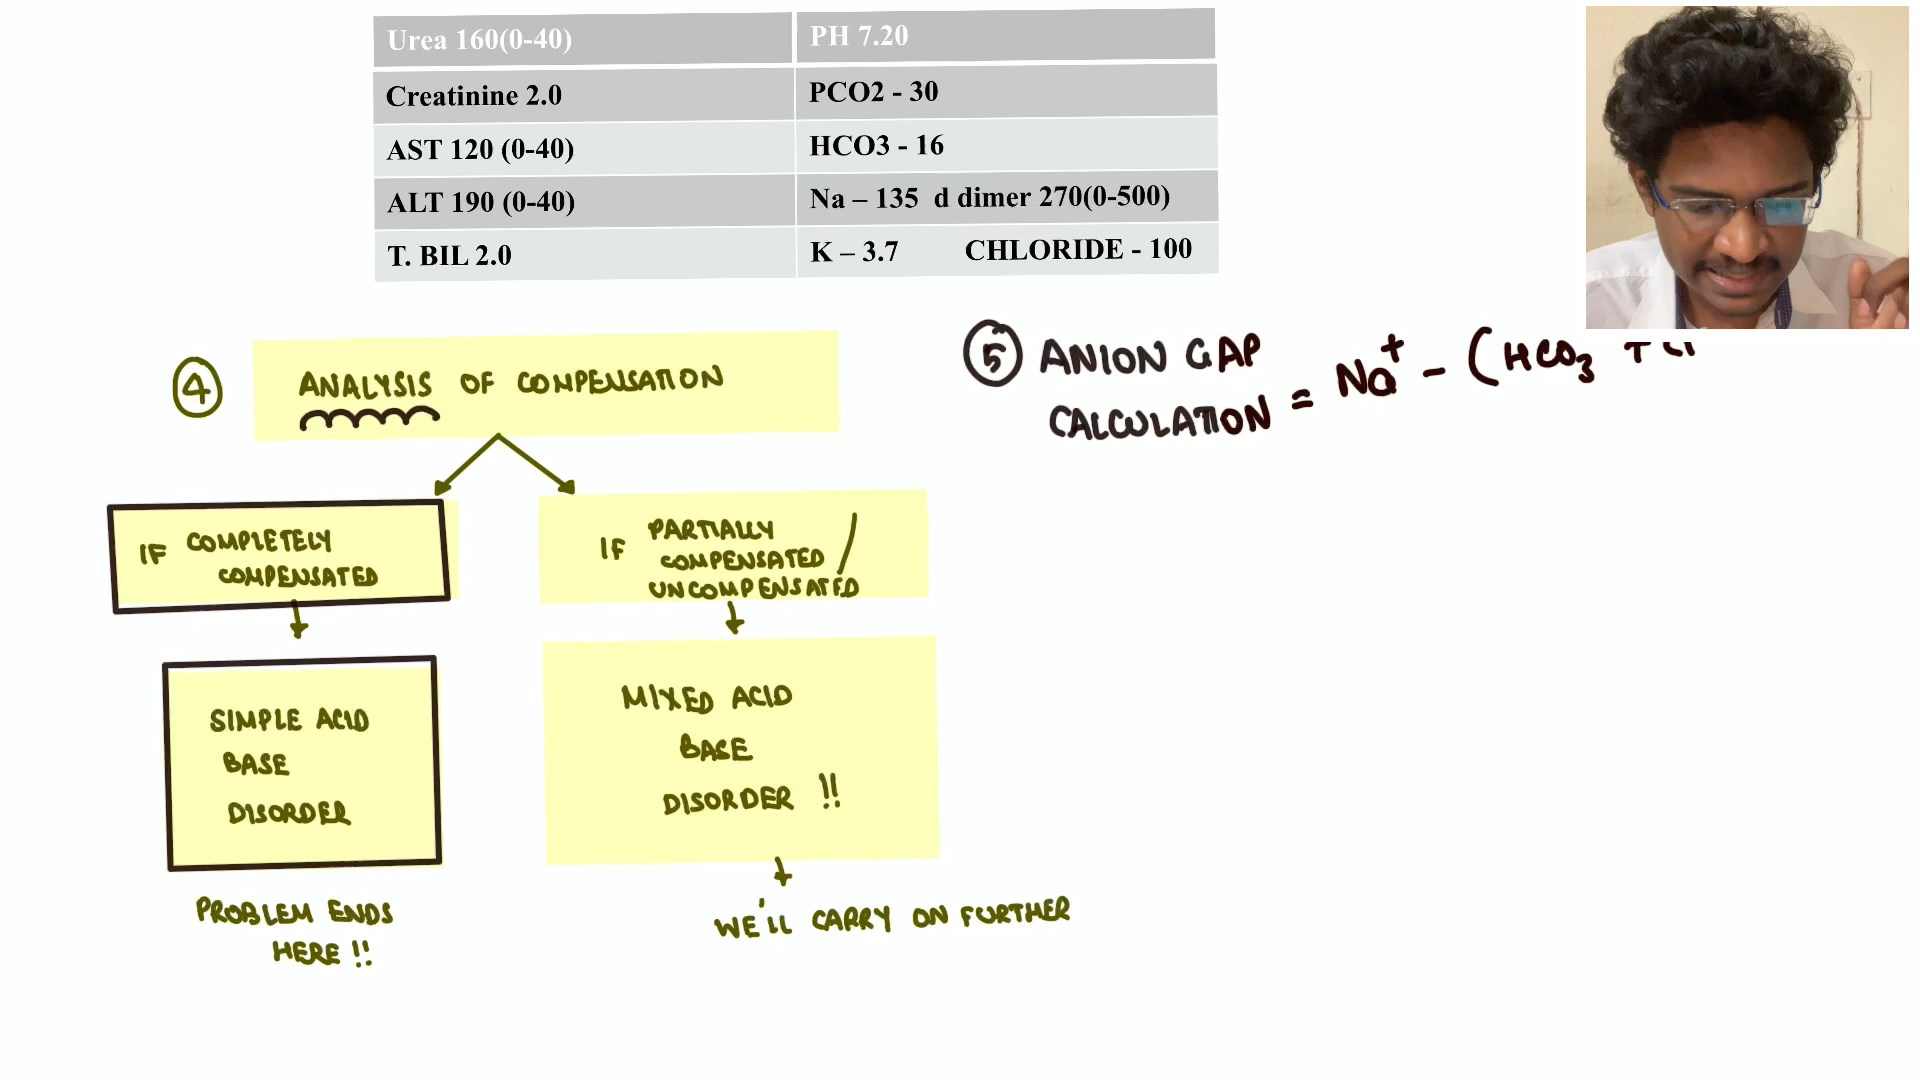 Urea 160(0-40)
PH 7.20
Creatinine 2.0
PCO2 - 30
AST 120 (0-40)
HCO3 - 16
ALT 190 (0-40)
Na – 135 d dimer 270(0-500)
T. BIL 2.0
K – 3.7 CHLORIDE - 100
4 ANALYSIS OF COMPENSATION
IF COMPLETELY
COMPENSATED
SIMPLE ACID
BASE
DISORDER
PROBLEM ENDS
HERE !!
IF PARTIALLY
COMPENSATED /
UNCOMPENSATED
MIXED ACID
BASE
DISORDER !!
WE'LL CARRY ON FURTHER
5 ANION GAP
CALCULATION = Na+ - (HCO3 +